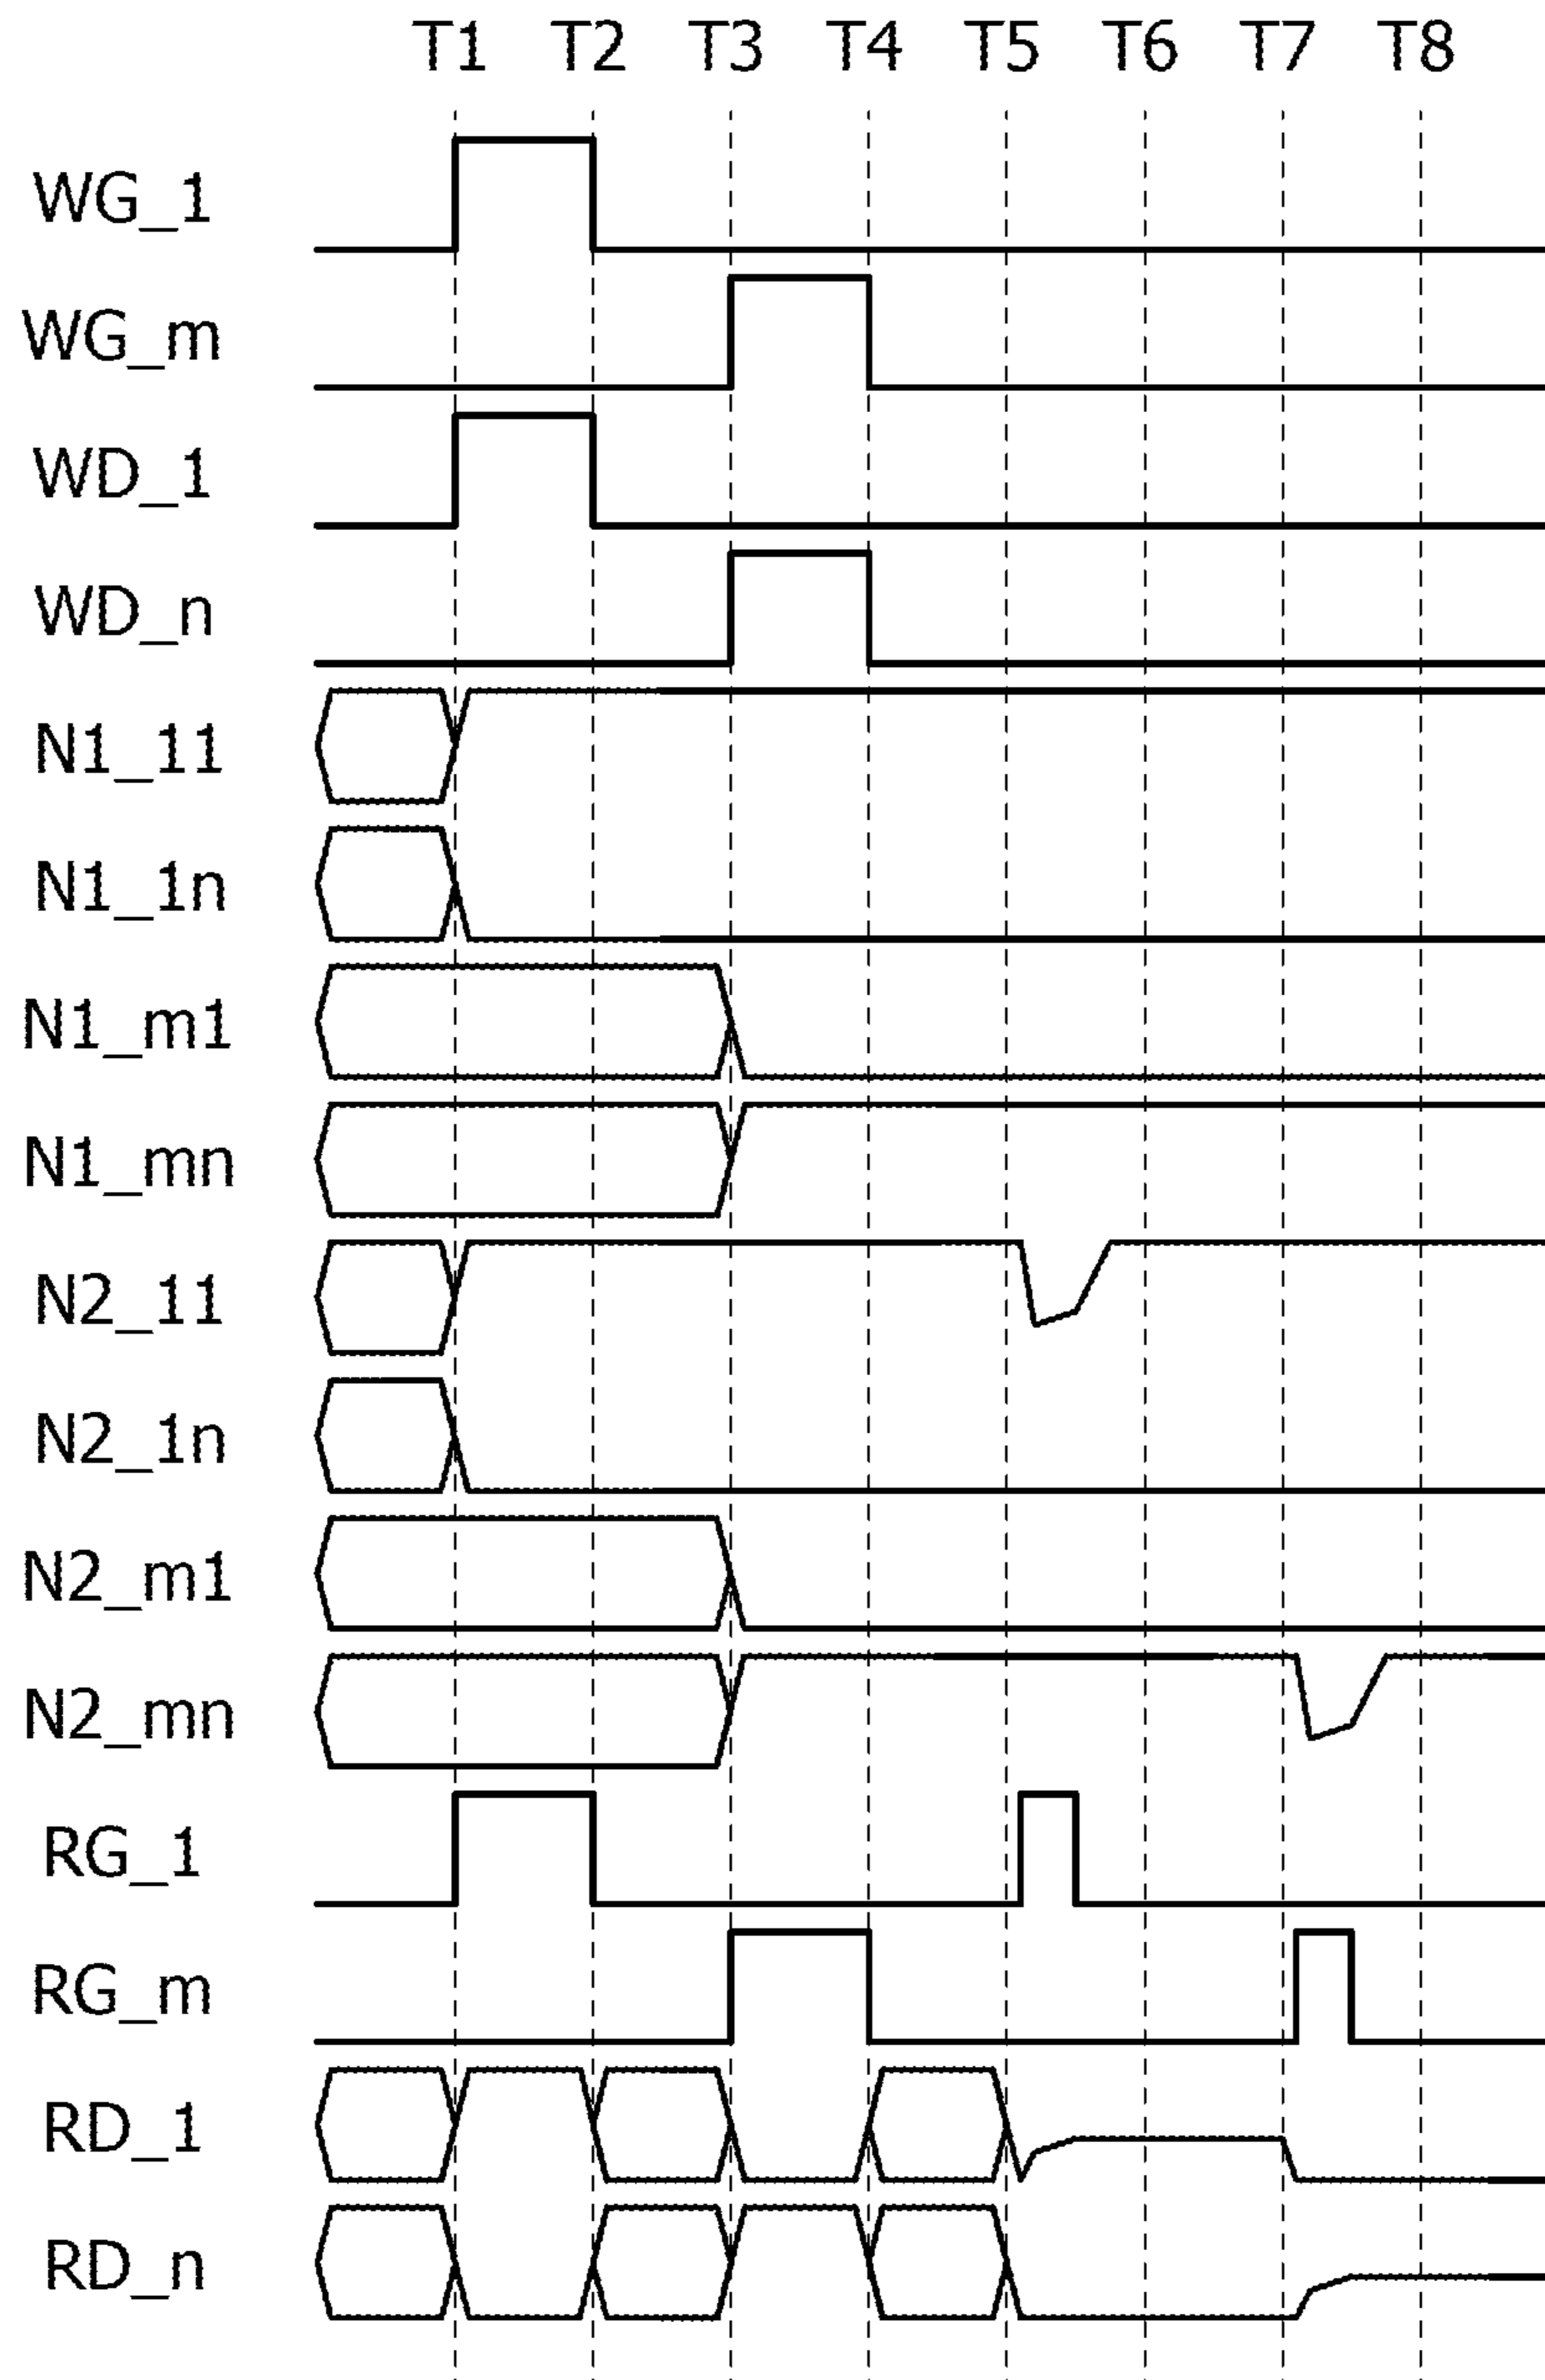 T1 T2 T3 T4 T5 T6 T7 T8
WG_1
WG_m
WD_1
WD_n
N1_11
N1_1n
N1_m1
N1_mn
N2_11
N2_1n
N2_m1
N2_mn
RG_1
RG_m
RD_1
RD_n